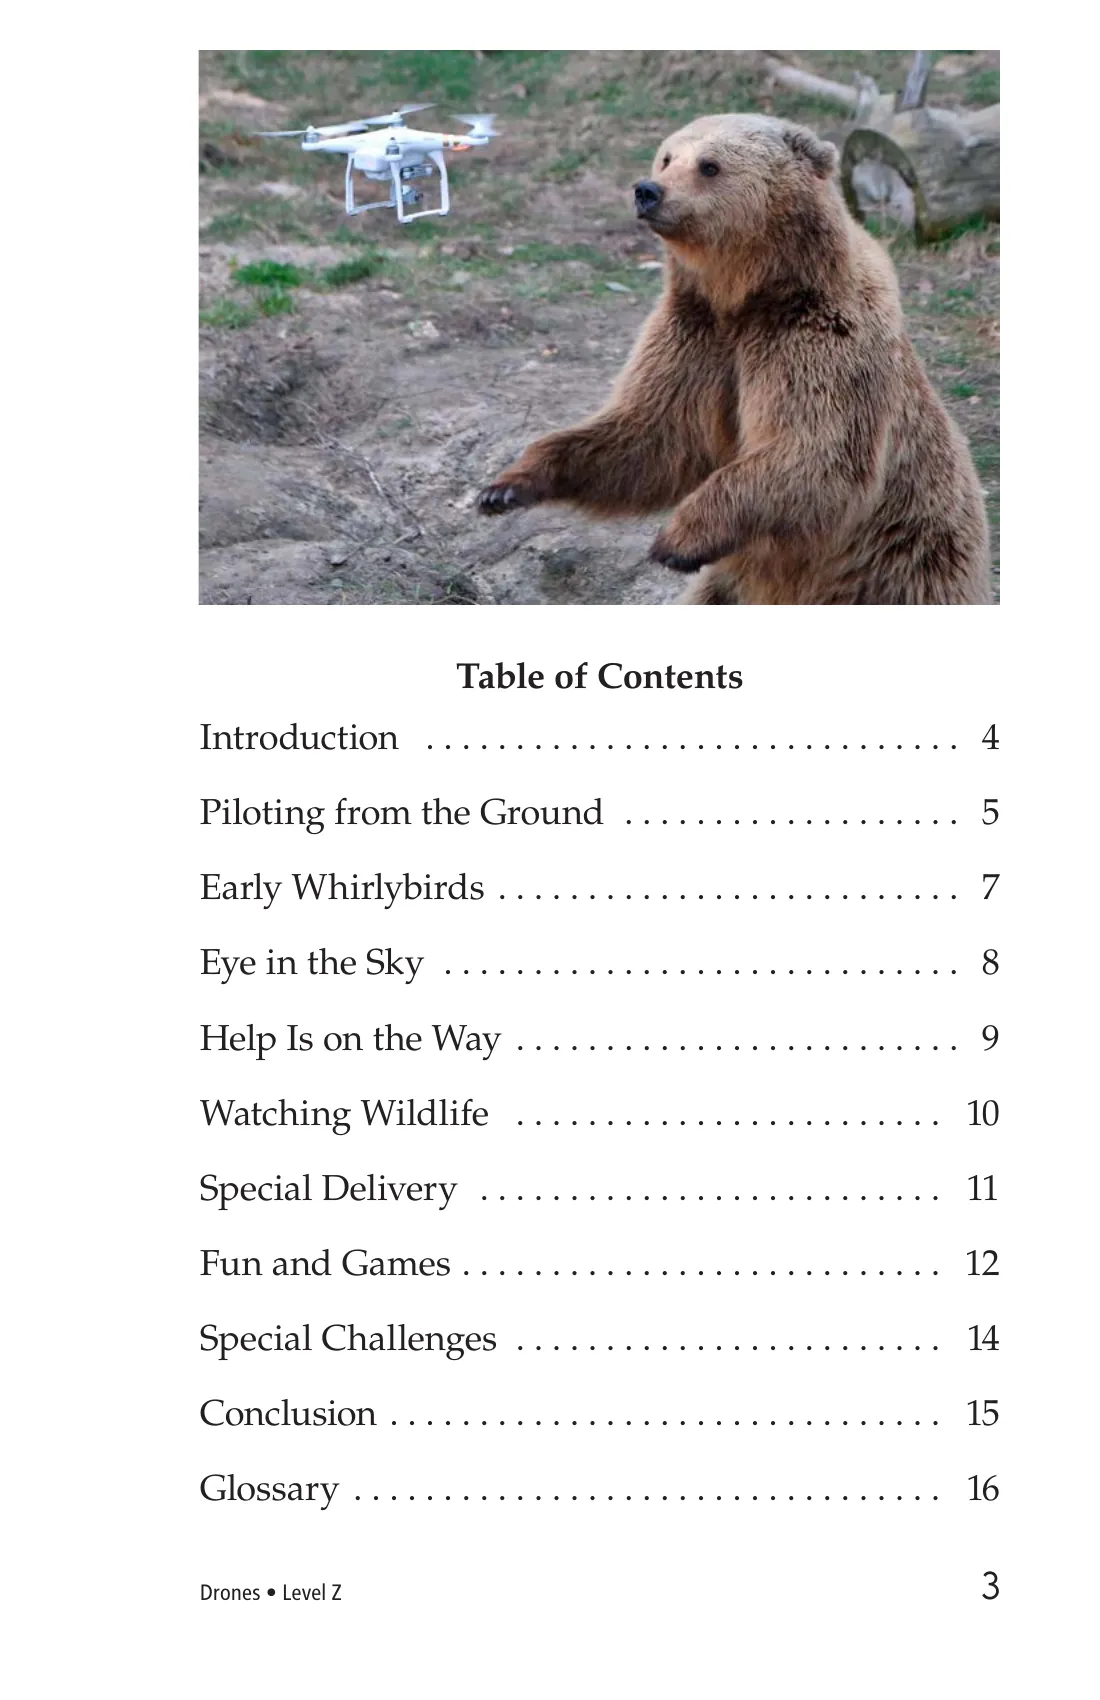 Table of Contents
Introduction . . . . . . . . . . . . . . . . . . . . . . . . . . . . . . 4
Piloting from the Ground . . . . . . . . . . . . . . . . . . . 5
Early Whirlybirds . . . . . . . . . . . . . . . . . . . . . . . . . . 7
Eye in the Sky . . . . . . . . . . . . . . . . . . . . . . . . . . . . . 8
Help Is on the Way . . . . . . . . . . . . . . . . . . . . . . . . . 9
Watching Wildlife . . . . . . . . . . . . . . . . . . . . . . . . 10
Special Delivery . . . . . . . . . . . . . . . . . . . . . . . . . . 11
Fun and Games . . . . . . . . . . . . . . . . . . . . . . . . . . . 12
Special Challenges . . . . . . . . . . . . . . . . . . . . . . . . 14
Conclusion . . . . . . . . . . . . . . . . . . . . . . . . . . . . . . . 15
Glossary . . . . . . . . . . . . . . . . . . . . . . . . . . . . . . . . . 16
Drones • Level Z 3